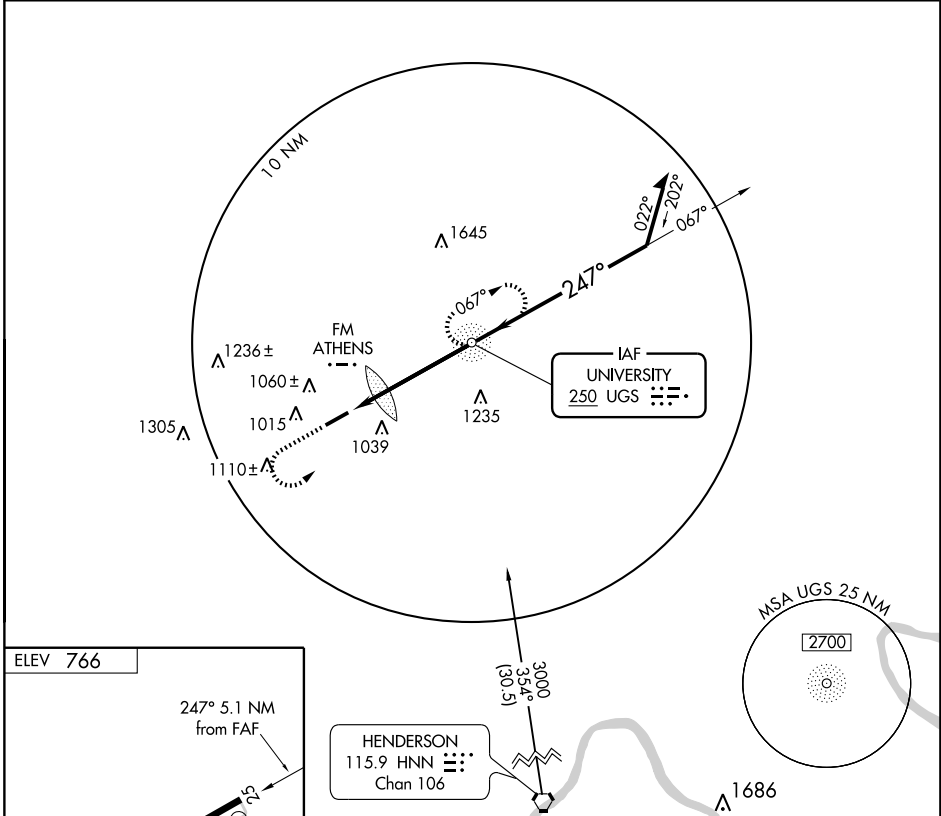 10 NM
022°
202°
067°
1645
067°
247°
FM
ATHENS
1236±
1060±
IAF
UNIVERSITY
250 UGS
1015
1235
1305
1039
1110±
MSA UGS 25 NM
2700
ELEV 766
3000
354°
(30.5)
247° 5.1 NM
from FAF
HENDERSON
115.9 HNN
Chan 106
25
1686